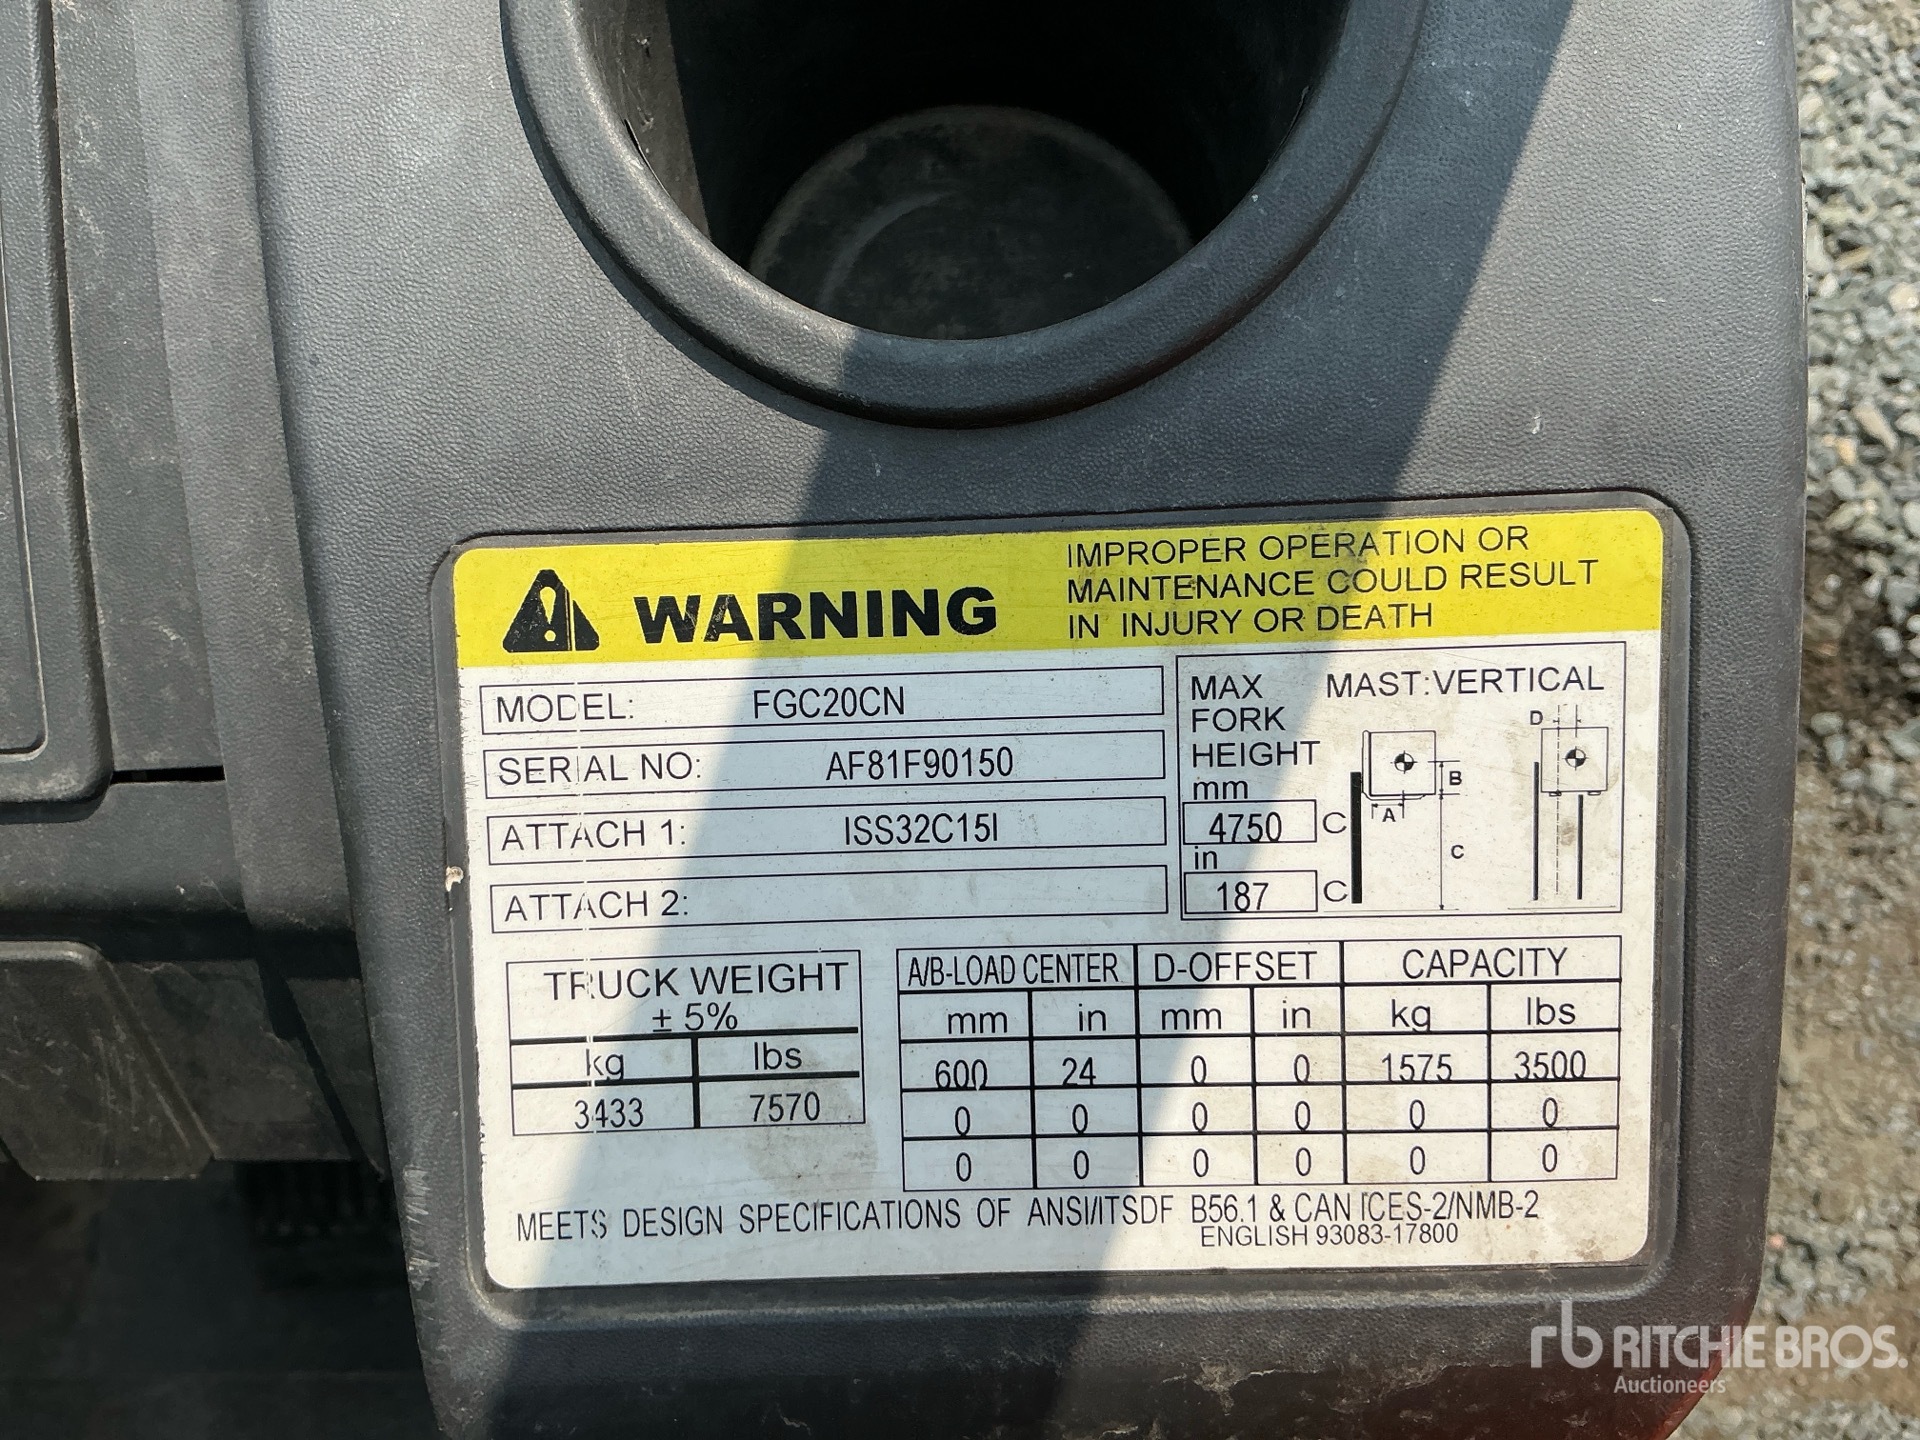 WARNING
IMPROPER OPERATION OR
MAINTENANCE COULD RESULT
IN INJURY OR DEATH
MODEL: FGC20CN
SERIAL NO: AF81F90150
ATTACH 1: ISS32C15I
ATTACH 2:
MAX
FORK
HEIGHT
mm
4750 C
in
187 C
MAST:VERTICAL
D
B
A
C
TRUCK WEIGHT
± 5%
kg lbs
3433 7570
A/B-LOAD CENTER D-OFFSET CAPACITY
mm in mm in kg lbs
600 24 0 0 1575 3500
0 0 0 0 0 0
0 0 0 0 0 0
MEETS DESIGN SPECIFICATIONS OF ANSI/ITSDF B56.1 & CAN ICES-2/NMB-2
ENGLISH 93083-17800
rb RITCHIE BROS.
Auctioneers